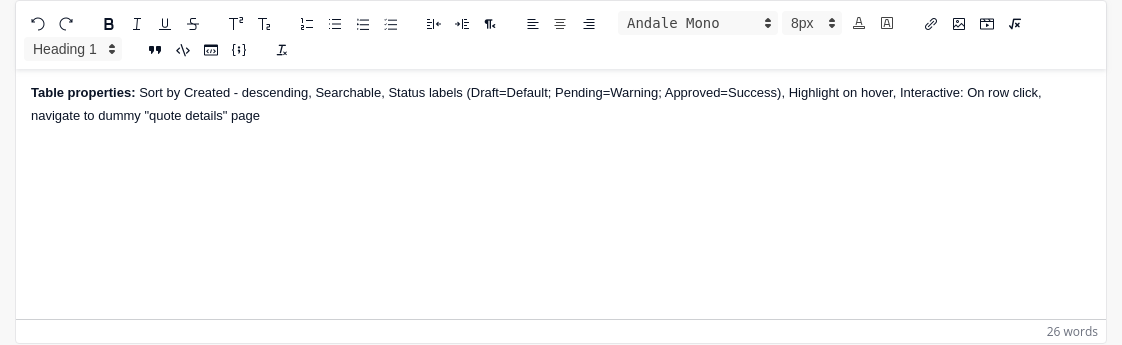 Andale Mono 8px
Heading 1
Table properties: Sort by Created - descending, Searchable, Status labels (Draft=Default; Pending=Warning; Approved=Success), Highlight on hover, Interactive: On row click,
navigate to dummy "quote details" page
26 words